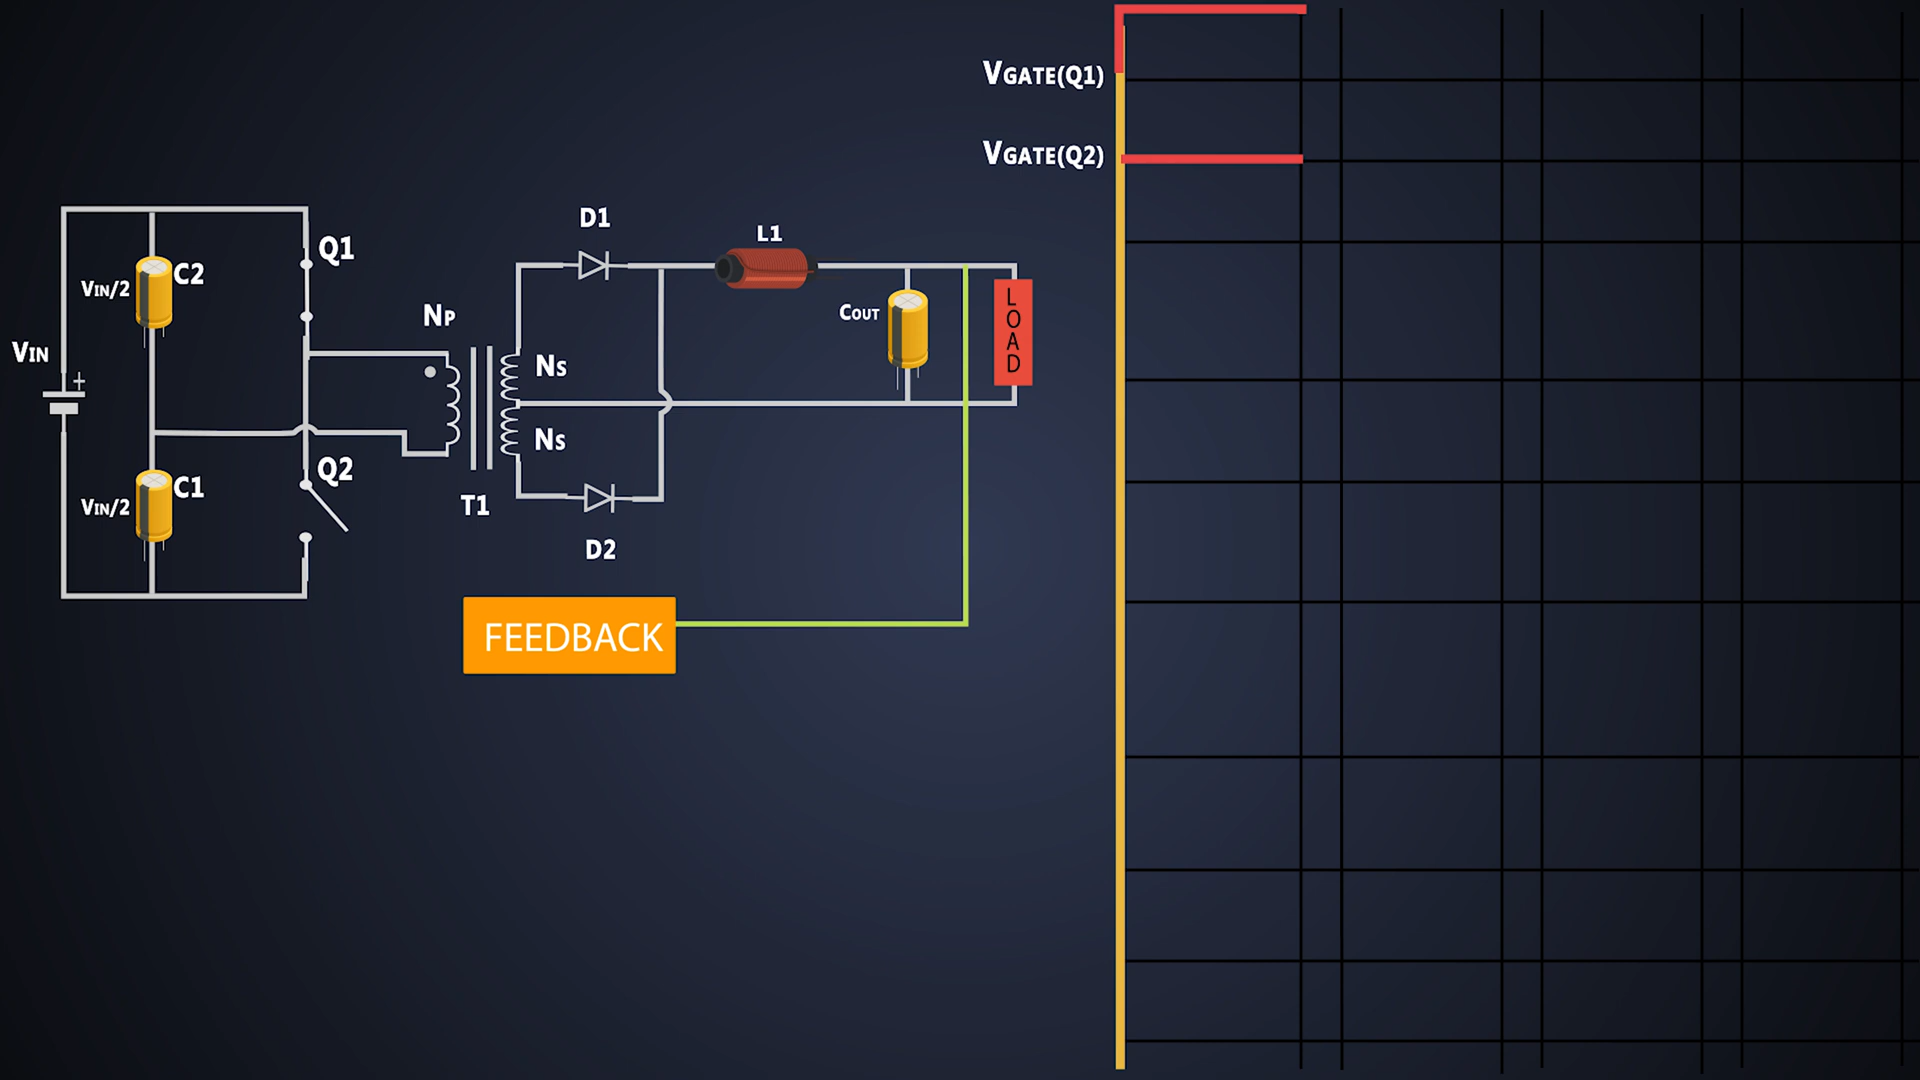 VGATE(Q1)
VGATE(Q2)
D1
L1
Q1
C2
VIN/2
NP
COUT
LOAD
VIN
+
NS
NS
Q2
C1
VIN/2
T1
D2
FEEDBACK